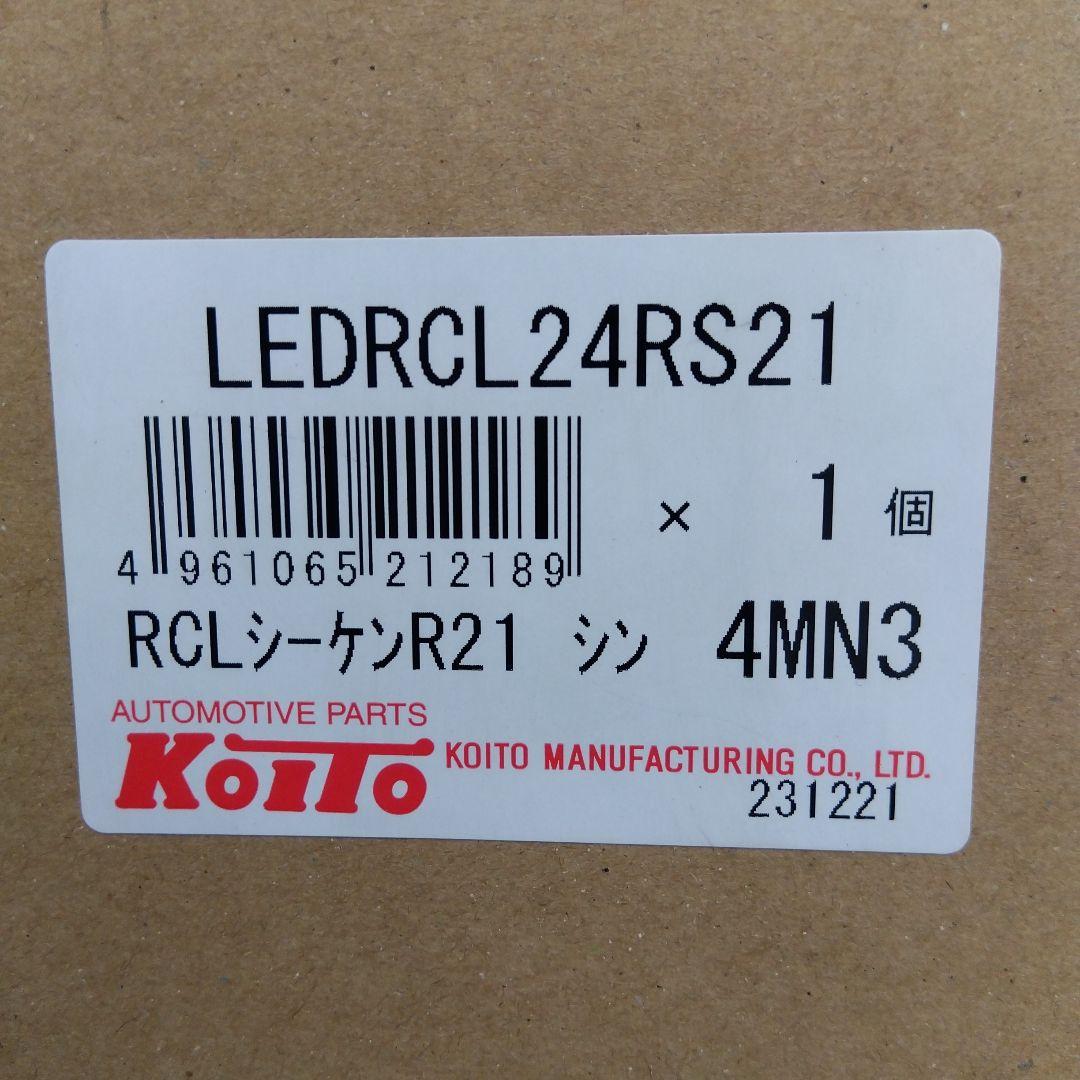 LEDRCL24RS21
× 1 個
4 961065 212189
RCLｼｰｹﾝR21 ｼﾝ 4MN3
AUTOMOTIVE PARTS
KOITO KOITO MANUFACTURING CO., LTD.
231221